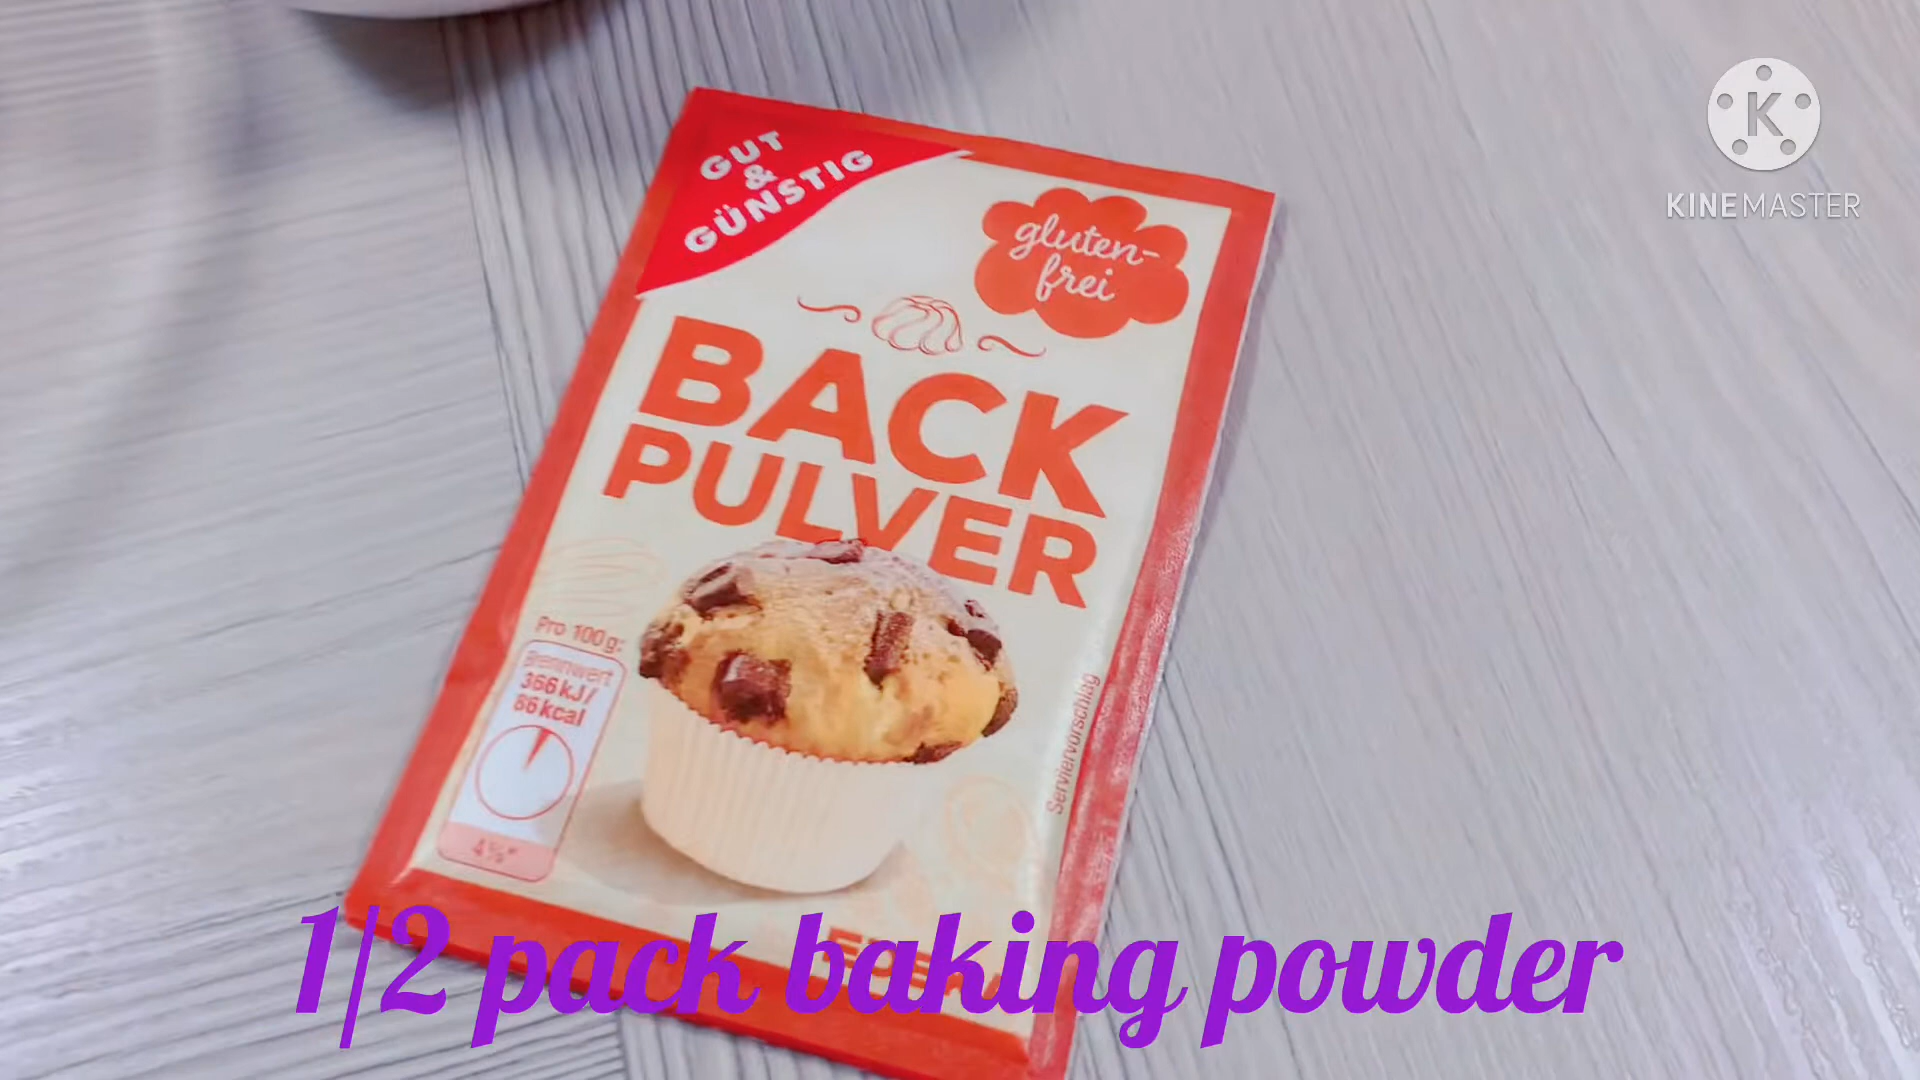 GUT
&
GÜNSTIG
gluten-
frei
BACK
PULVER
Pro 100g:
Brennwert
366 kJ/
86 kcal
Serviervorschlag
1/2 pack baking powder
K
KINEMASTER